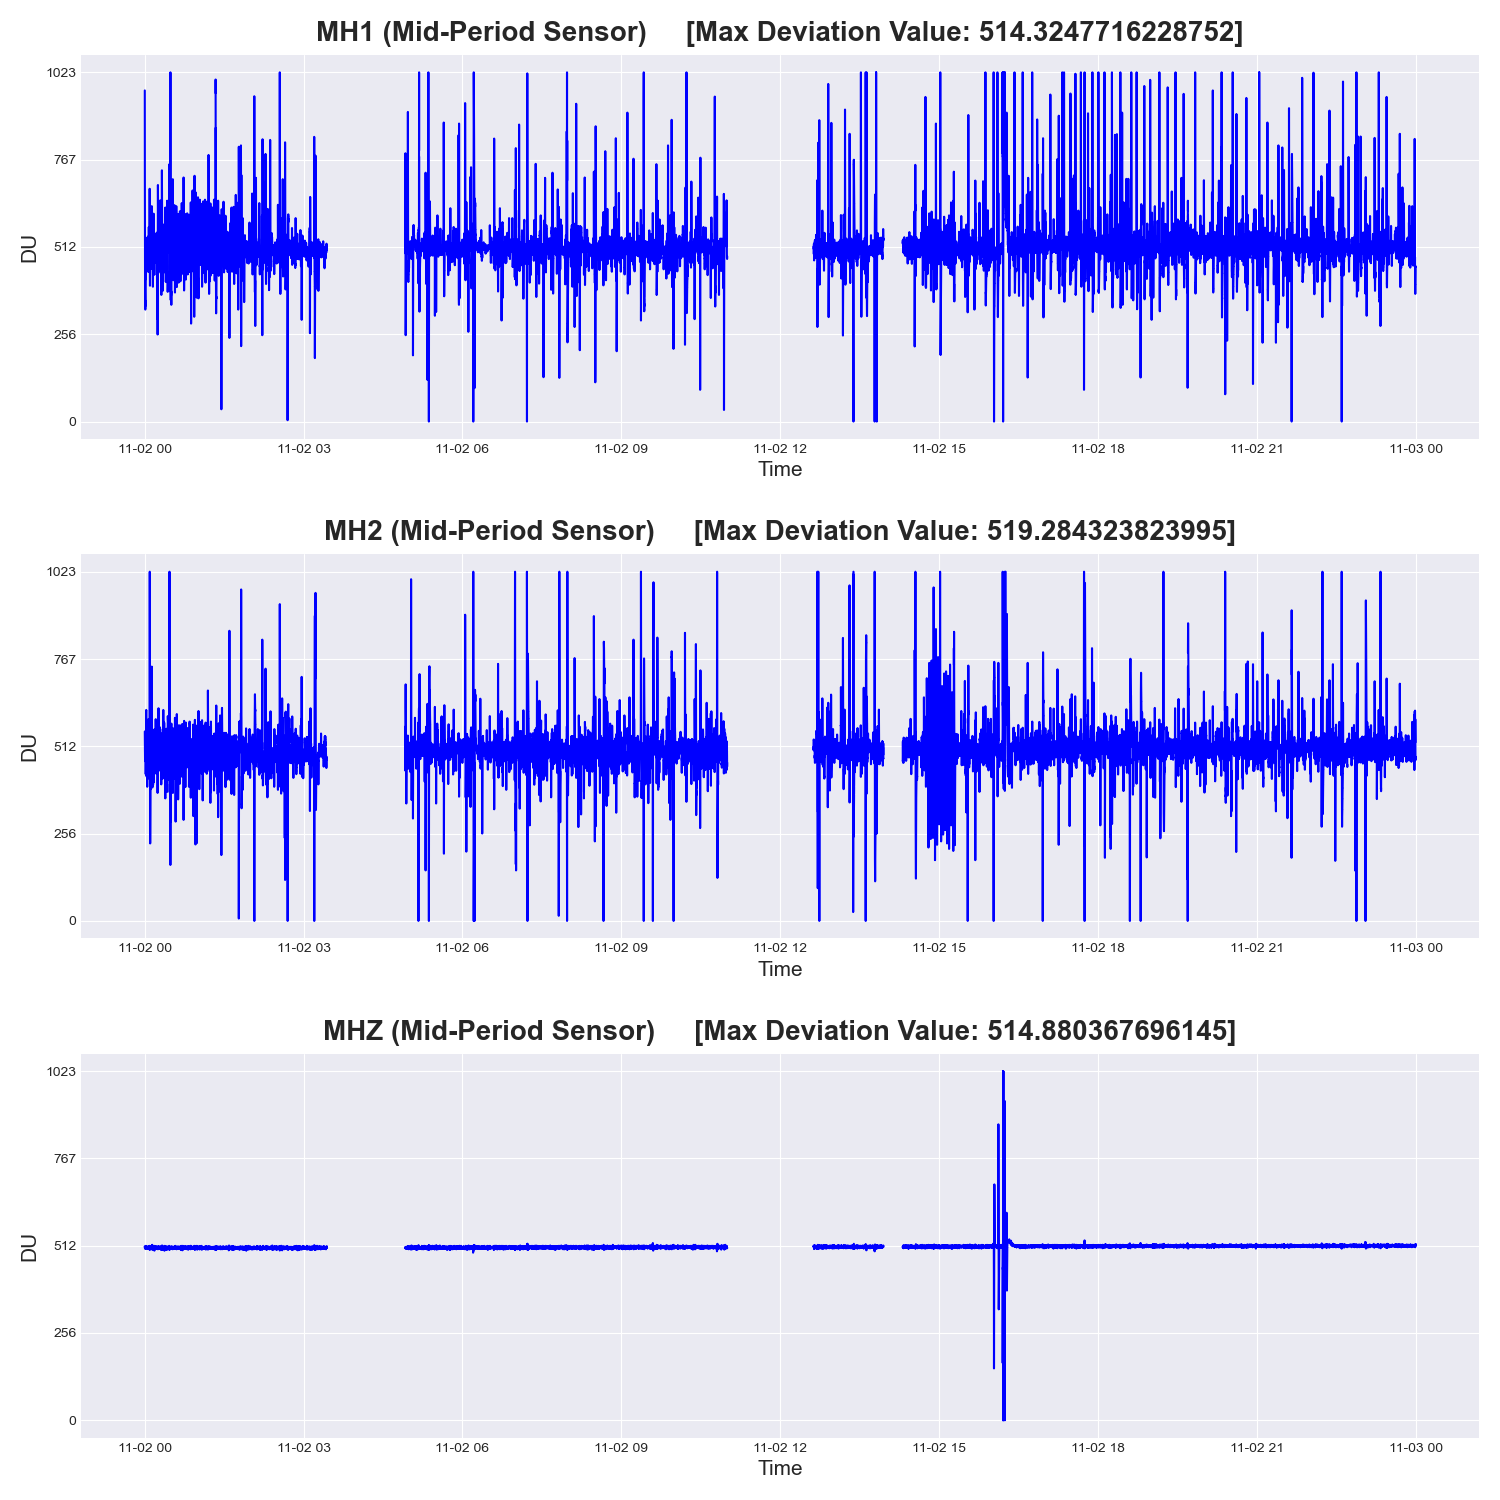 MH1 (Mid-Period Sensor) [Max Deviation Value: 514.3247716228752]
1023
767
512
256
0
DU
11-02 00 11-02 03 11-02 06 11-02 09 11-02 12 11-02 15 11-02 18 11-02 21 11-03 00
Time
MH2 (Mid-Period Sensor) [Max Deviation Value: 519.284323823995]
1023
767
512
256
0
DU
11-02 00 11-02 03 11-02 06 11-02 09 11-02 12 11-02 15 11-02 18 11-02 21 11-03 00
Time
MHZ (Mid-Period Sensor) [Max Deviation Value: 514.880367696145]
1023
767
512
256
0
DU
11-02 00 11-02 03 11-02 06 11-02 09 11-02 12 11-02 15 11-02 18 11-02 21 11-03 00
Time